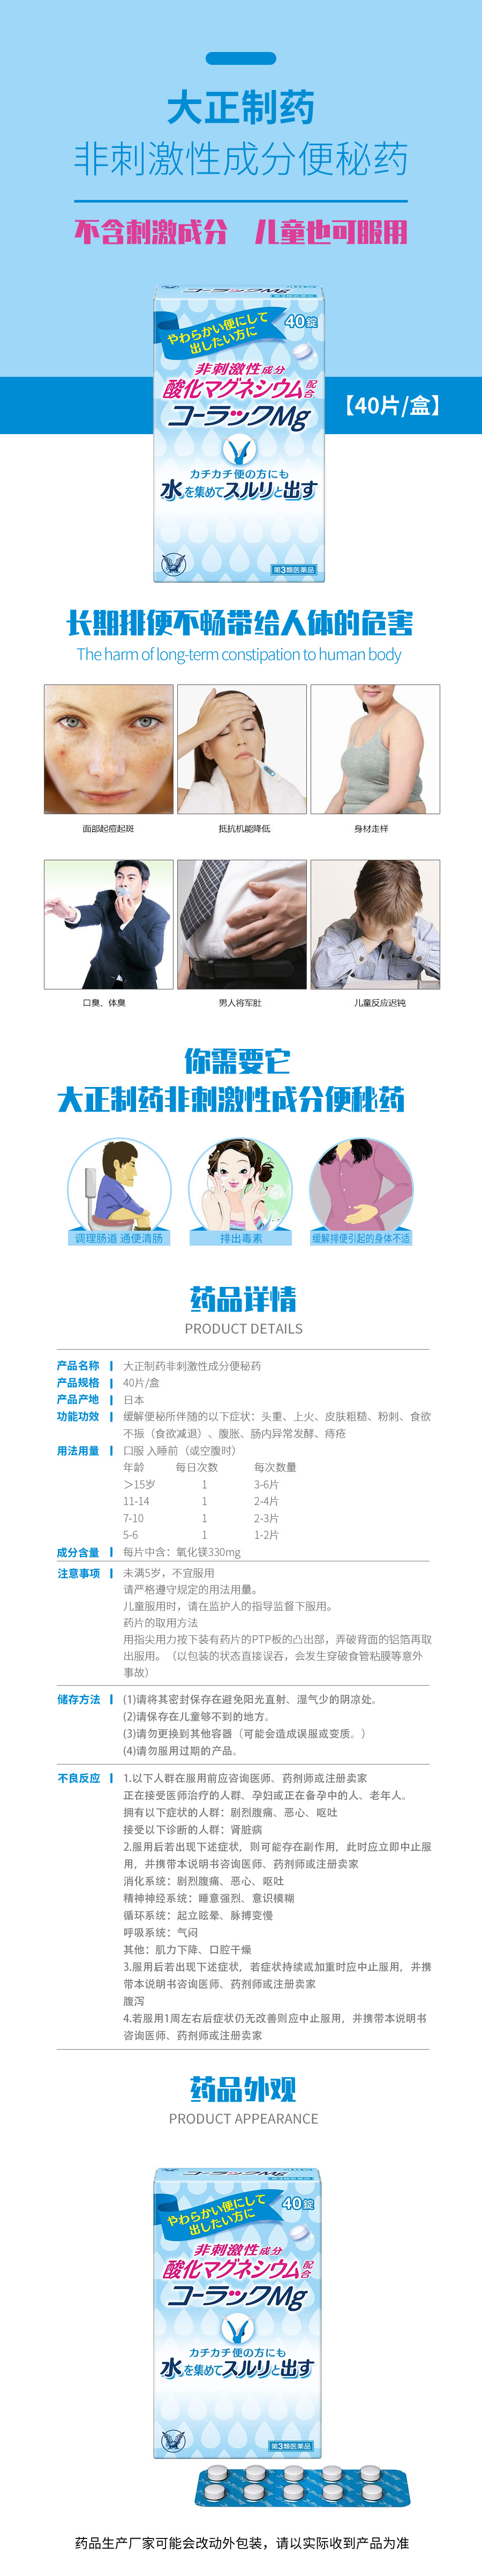 大正制药
非刺激性成分便秘药
不含刺激成分 儿童也可服用
コーラックMg
やわらかい便にして
出したい方に
40錠
非刺激性成分
酸化マグネシウム配合
コーラックMg
【40片/盒】
カチカチ便の方にも
水を集めてスルリと出す
第3類医薬品
长期排便不畅带给人体的危害
The harm of long-term constipation to human body
面部起痘起斑
抵抗机能降低
身材走样
口臭、体臭
男人将军肚
儿童反应迟钝
你需要它
大正制药非刺激性成分便秘药
调理肠道 通便清肠
排出毒素
缓解排便引起的身体不适
药品详情
PRODUCT DETAILS
产品名称 大正制药非刺激性成分便秘药
产品规格 40片/盒
产品产地 日本
功能功效 缓解便秘所伴随的以下症状：头重、上火、皮肤粗糙、粉刺、食欲
不振（食欲减退）、腹胀、肠内异常发酵、痔疮
用法用量 口服 入睡前（或空腹时）
年龄 每日次数 每次数量
＞15岁 1 3-6片
11-14 1 2-4片
7-10 1 2-3片
5-6 1 1-2片
成分含量 每片中含：氧化镁330mg
注意事项 未满5岁，不宜服用
请严格遵守规定的用法用量。
儿童服用时，请在监护人的指导监督下服用。
药片的取用方法
用指尖用力按下装有药片的PTP板的凸出部，弄破背面的铝箔再取
出服用。（以包装的状态直接误吞，会发生穿破食管粘膜等意外
事故）
储存方法 (1)请将其密封保存在避免阳光直射、湿气少的阴凉处。
(2)请保存在儿童够不到的地方。
(3)请勿更换到其他容器（可能会造成误服或变质。）
(4)请勿服用过期的产品。
不良反应 1.以下人群在服用前应咨询医师、药剂师或注册卖家
正在接受医师治疗的人群、孕妇或正在备孕中的人、老年人。
拥有以下症状的人群：剧烈腹痛、恶心、呕吐
接受以下诊断的人群：肾脏病
2.服用后若出现下述症状，则可能存在副作用，此时应立即中止服
用，并携带本说明书咨询医师、药剂师或注册卖家
消化系统：剧烈腹痛、恶心、呕吐
精神神经系统：睡意强烈、意识模糊
循环系统：起立眩晕、脉搏变慢
呼吸系统：气闷
其他：肌力下降、口腔干燥
3.服用后若出现下述症状，若症状持续或加重时应中止服用，并携
带本说明书咨询医师、药剂师或注册卖家
腹泻
4.若服用1周左右后症状仍无改善则应中止服用，并携带本说明书
咨询医师、药剂师或注册卖家
药品外观
PRODUCT APPEARANCE
コーラックMg
やわらかい便にして
出したい方に
40錠
非刺激性成分
酸化マグネシウム配合
コーラックMg
カチカチ便の方にも
水を集めてスルリと出す
第3類医薬品
药品生产厂家可能会改动外包装，请以实际收到产品为准